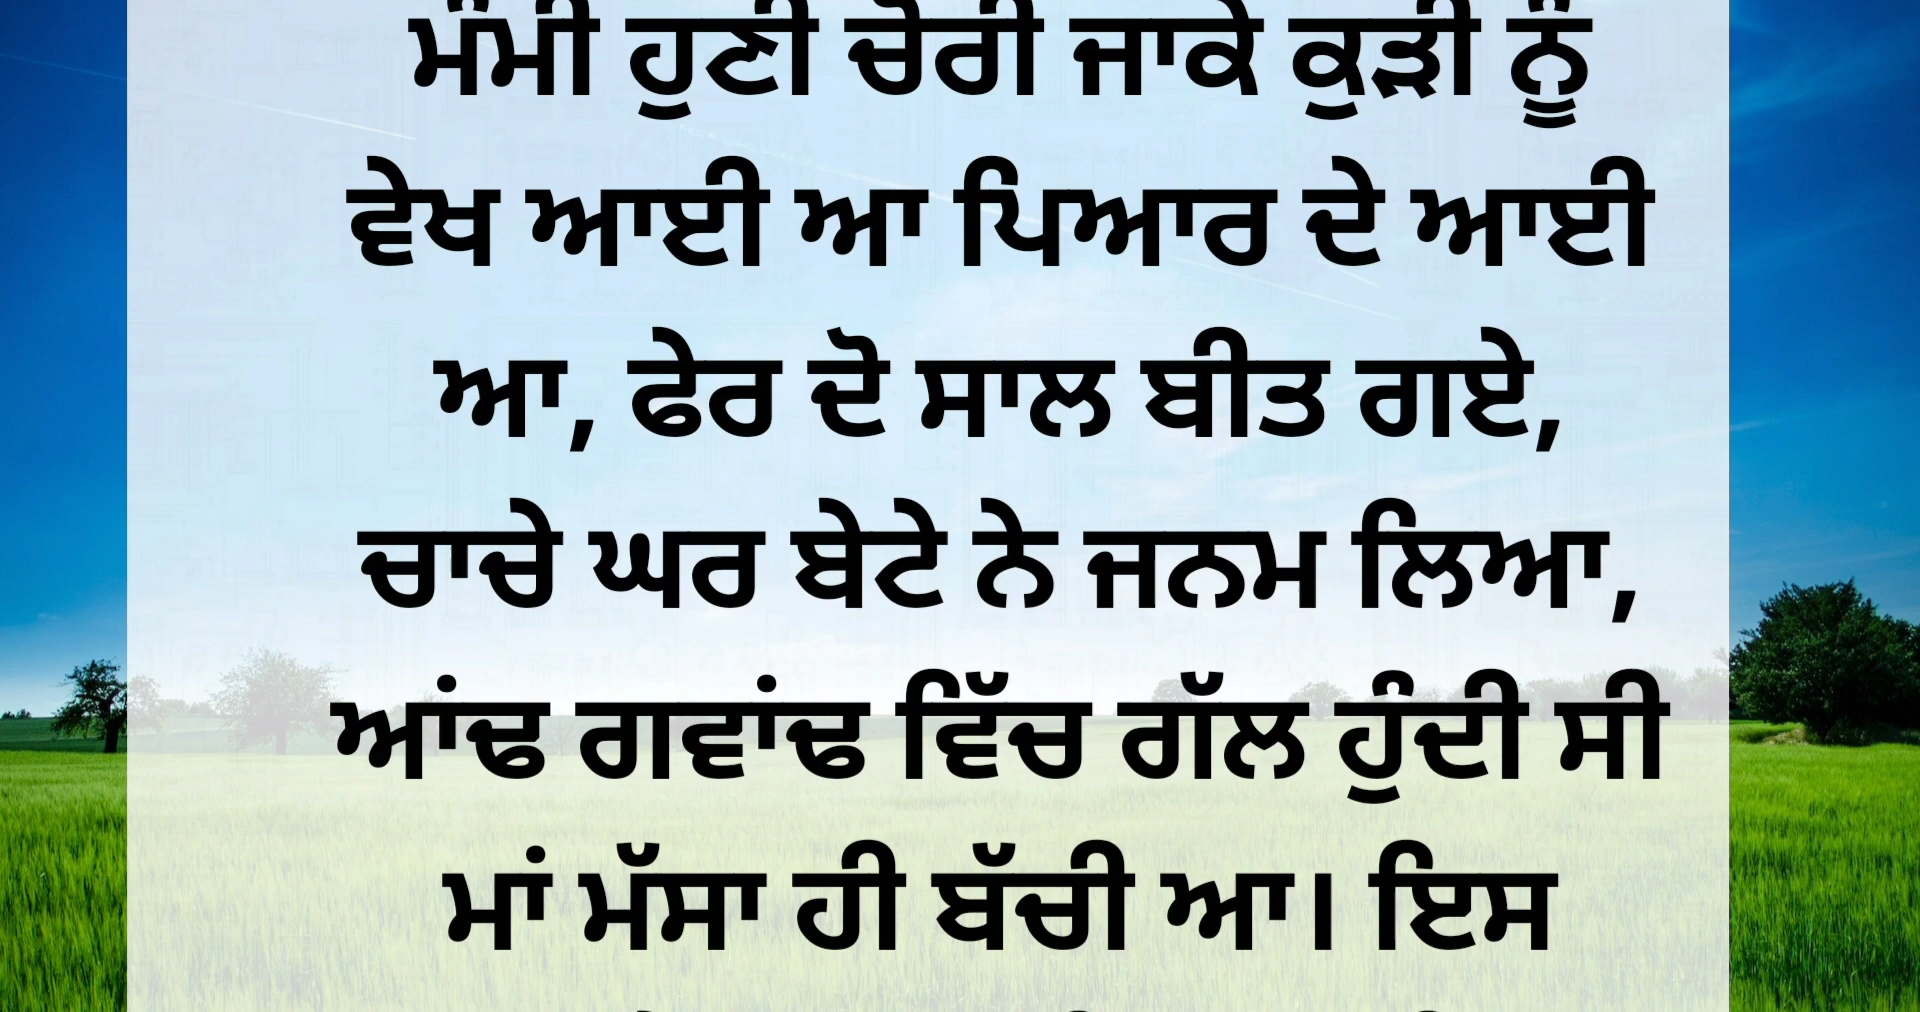 ਮੰਮੀ ਹੁਣੀ ਚੋਰੀ ਜਾਕੇ ਕੁੜੀ ਨੂੰ
ਵੇਖ ਆਈ ਆ ਪਿਆਰ ਦੇ ਆਈ
ਆ, ਫੇਰ ਦੋ ਸਾਲ ਬੀਤ ਗਏ,
ਚਾਚੇ ਘਰ ਬੇਟੇ ਨੇ ਜਨਮ ਲਿਆ,
ਆਂਢ ਗਵਾਂਢ ਵਿੱਚ ਗੱਲ ਹੁੰਦੀ ਸੀ
ਮਾਂ ਮੱਸਾ ਹੀ ਬੱਚੀ ਆ। ਇਸ